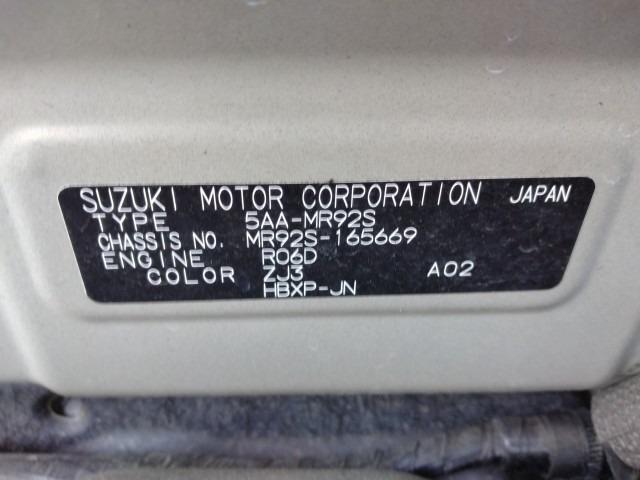 SUZUKI MOTOR CORPORATION JAPAN
TYPE 5AA-MR92S
CHASSIS NO. MR92S-165669
ENGINE R06D
COLOR ZJ3 A02
HBXP-JN